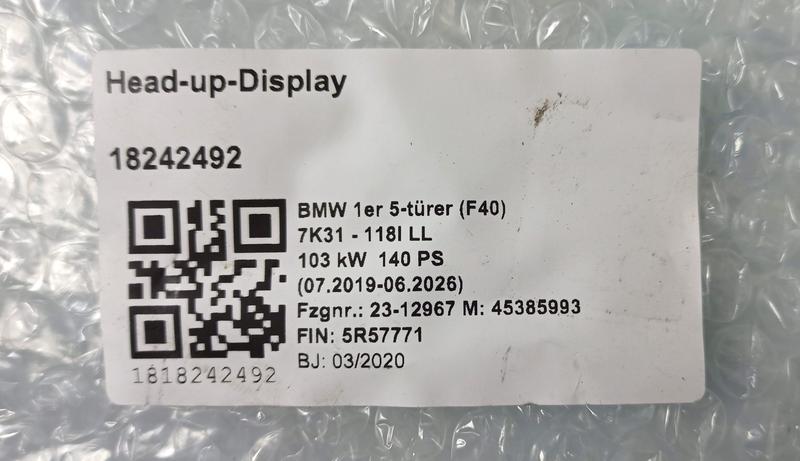 Head-up-Display
18242492
BMW 1er 5-türer (F40)
7K31 - 118I LL
103 kW 140 PS
(07.2019-06.2026)
Fzgnr.: 23-12967 M: 45385993
FIN: 5R57771
BJ: 03/2020
1818242492